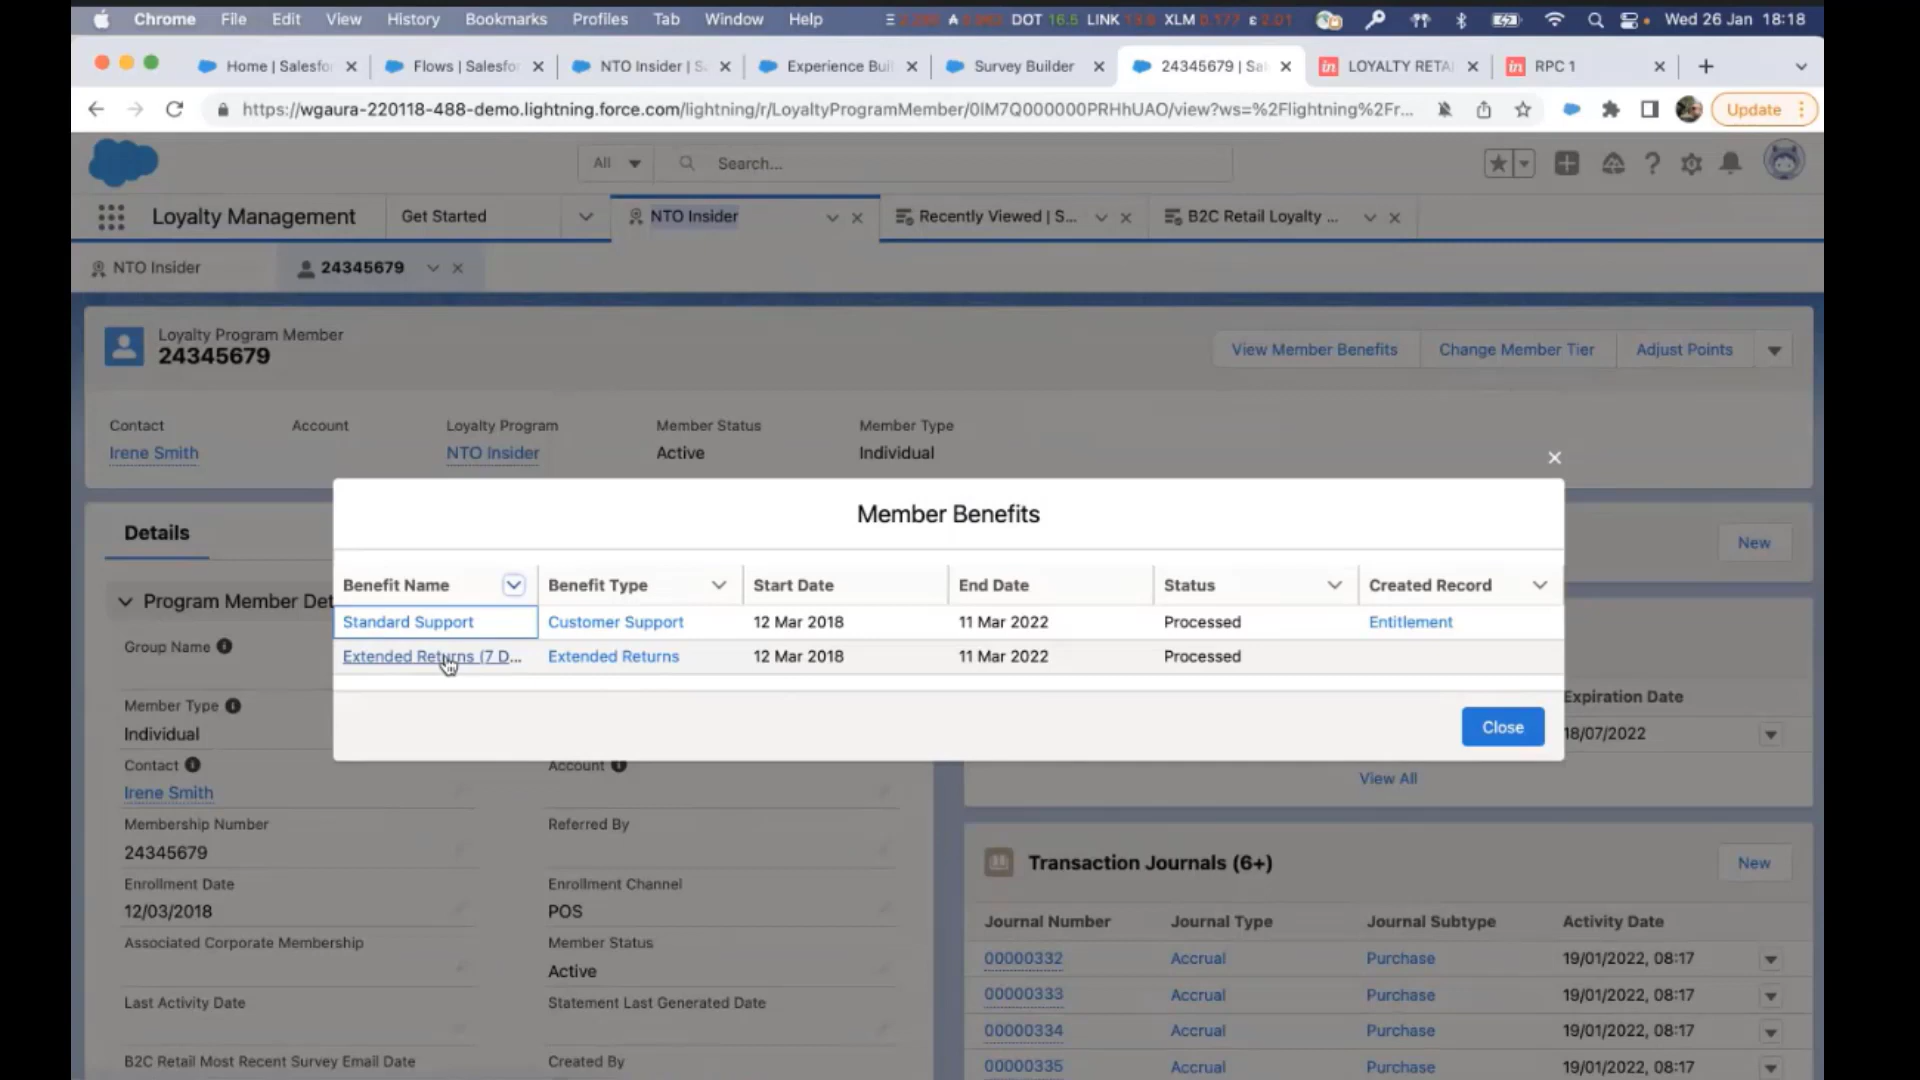 Chrome File Edit View History Bookmarks Profiles Tab Window Help DOT 16.5 LINK XLM 0.177 ε 2.01 Wed 26 Jan 18:18
Home | Salesfo Flows | Salesfo NTO Insider | S Experience Bui Survey Builder 24345679 | Sa LOYALTY RETA RPC 1
https://wgaura-220118-488-demo.lightning.force.com/lightning/r/LoyaltyProgramMember/0lM7Q000000PRHhUAO/view?ws=%2Flightning%2Fr... Update
All Search...
Loyalty Management Get Started NTO Insider Recently Viewed | S... B2C Retail Loyalty ...
NTO Insider 24345679
Loyalty Program Member
24345679
View Member Benefits Change Member Tier Adjust Points
Contact Account Loyalty Program Member Status Member Type
Irene Smith NTO Insider Active Individual
Member Benefits
Details
New
Benefit Name Benefit Type Start Date End Date Status Created Record
Program Member Det
Standard Support Customer Support 12 Mar 2018 11 Mar 2022 Processed Entitlement
Group Name
Extended Returns (7 D... Extended Returns 12 Mar 2018 11 Mar 2022 Processed
Expiration Date
Member Type
Close
Individual
18/07/2022
Contact Account
View All
Irene Smith
Membership Number Referred By
24345679
Transaction Journals (6+) New
Enrollment Date Enrollment Channel
12/03/2018 POS
Journal Number Journal Type Journal Subtype Activity Date
Associated Corporate Membership Member Status
Active
00000332 Accrual Purchase 19/01/2022, 08:17
00000333 Accrual Purchase 19/01/2022, 08:17
Last Activity Date Statement Last Generated Date
00000334 Accrual Purchase 19/01/2022, 08:17
B2C Retail Most Recent Survey Email Date Created By
00000335 Accrual Purchase 19/01/2022, 08:17